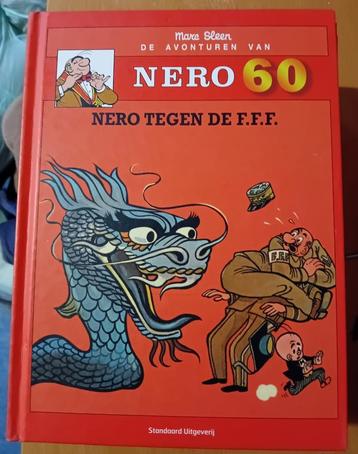 Marc Sleen
DE AVONTUREN VAN
NERO 60
NERO TEGEN DE F.F.F.
F.F.F
Standaard Uitgeverij